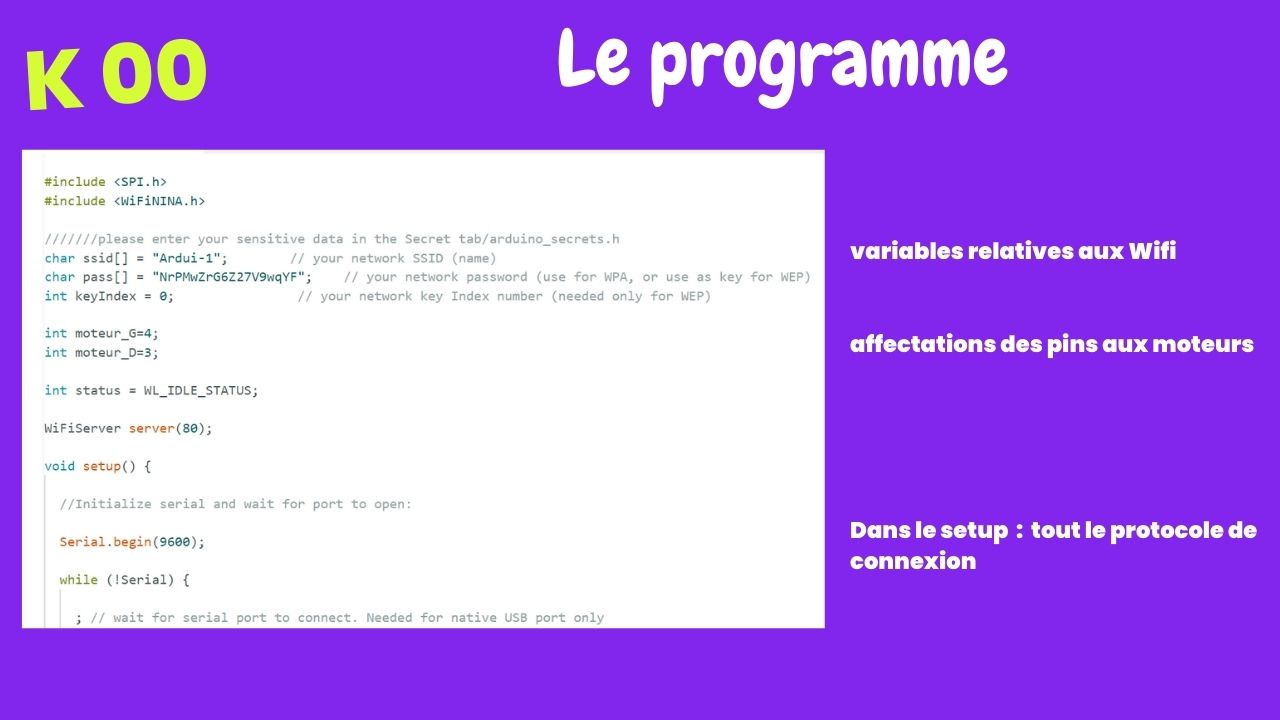 K 00
Le programme
#include <SPI.h>
#include <WiFiNINA.h>
///////please enter your sensitive data in the Secret tab/arduino_secrets.h
char ssid[] = "Ardui-1";        // your network SSID (name)
char pass[] = "NrPMwZrG6Z27V9wqYF";    // your network password (use for WPA, or use as key for WEP)
int keyIndex = 0;                // your network key Index number (needed only for WEP)
variables relatives aux Wifi
int moteur_G=4;
int moteur_D=3;
affectations des pins aux moteurs
int status = WL_IDLE_STATUS;
WiFiServer server(80);
void setup() {
//Initialize serial and wait for port to open:
Serial.begin(9600);
while (!Serial) {
; // wait for serial port to connect. Needed for native USB port only
Dans le setup : tout le protocole de
connexion